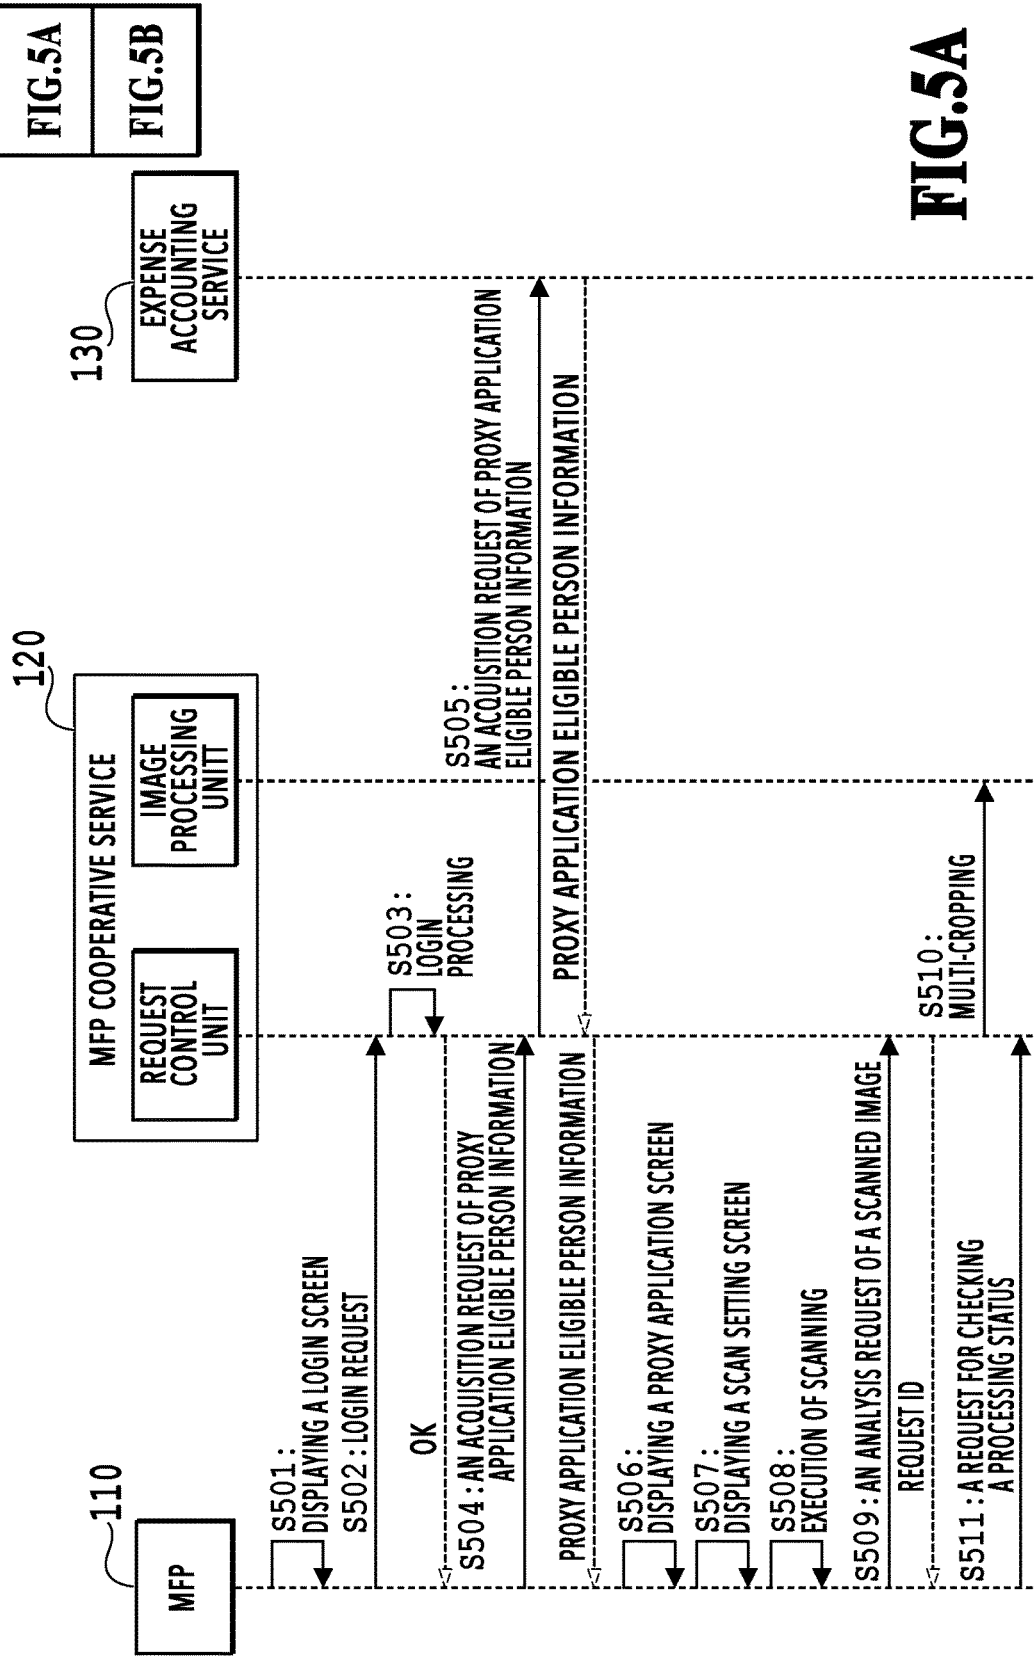 FIG.5A
FIG.5B
110
120
130
MFP
MFP COOPERATIVE SERVICE
REQUEST
CONTROL
UNIT
IMAGE
PROCESSING
UNITT
EXPENSE
ACCOUNTING
SERVICE
S501:
DISPLAYING A LOGIN SCREEN
S502:LOGIN REQUEST
S503:
LOGIN
PROCESSING
OK
S504:AN ACQUISITION REQUEST OF PROXY
APPLICATION ELIGIBLE PERSON INFORMATION
S505:
AN ACQUISITION REQUEST OF PROXY APPLICATION
ELIGIBLE PERSON INFORMATION
PROXY APPLICATION ELIGIBLE PERSON INFORMATION
PROXY APPLICATION ELIGIBLE PERSON INFORMATION
S506:
DISPLAYING A PROXY APPLICATION SCREEN
S507:
DISPLAYING A SCAN SETTING SCREEN
S508:
EXECUTION OF SCANNING
S509:AN ANALYSIS REQUEST OF A SCANNED IMAGE
REQUEST ID
S510:
MULTI-CROPPING
S511:A REQUEST FOR CHECKING
A PROCESSING STATUS
FIG.5A